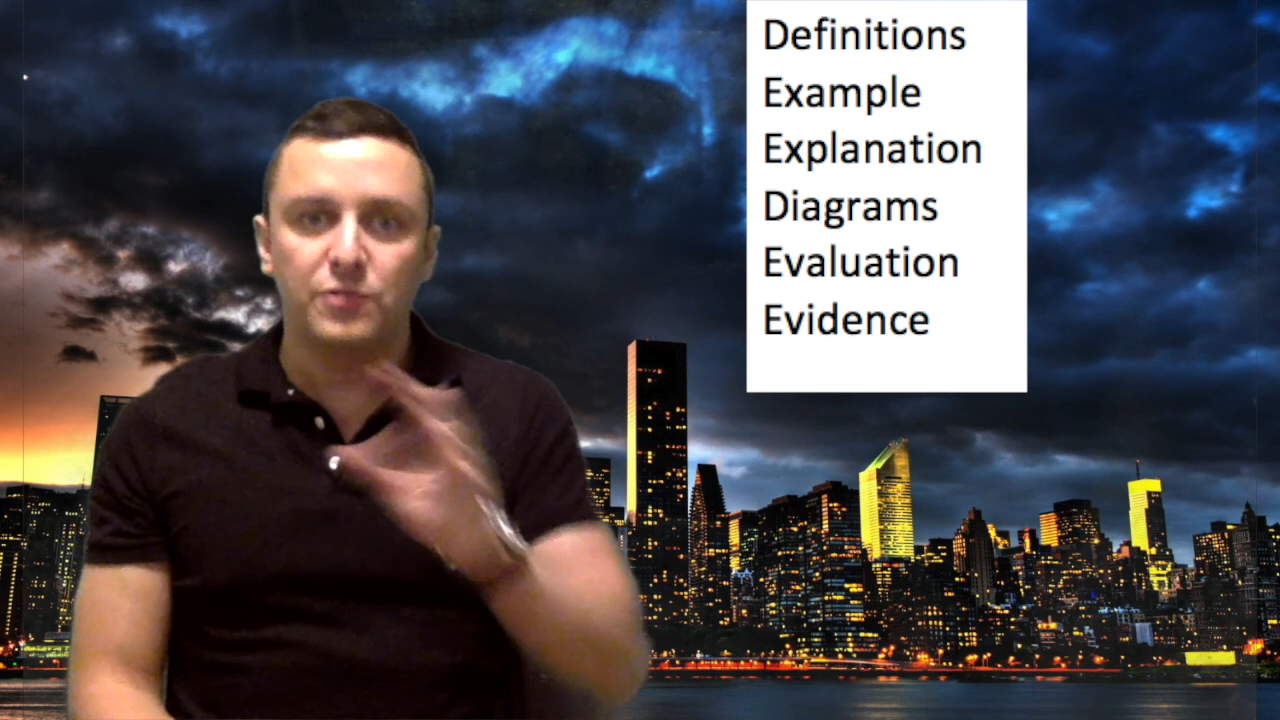 Definitions
Example
Explanation
Diagrams
Evaluation
Evidence